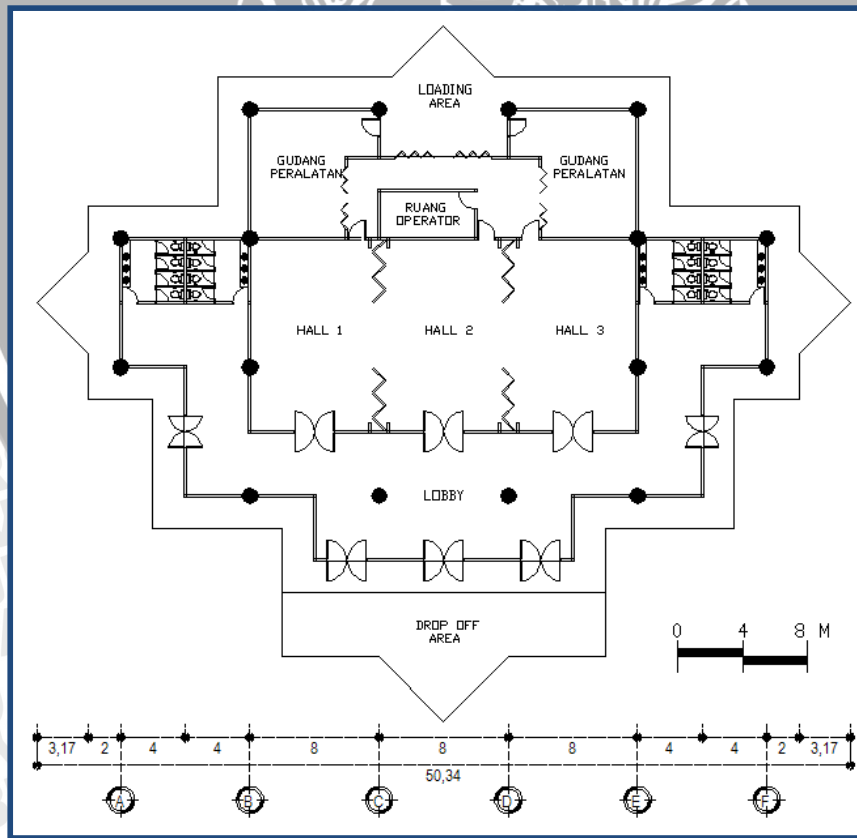 LOADING
AREA
GUDANG
PERALATAN
GUDANG
PERALATAN
RUANG
OPERATOR
HALL 1
HALL 2
HALL 3
LOBBY
DROP OFF
AREA
0 4 8 M
3,17 2 4 4 8 8 8 4 4 2 3,17
50,34
A B C D E F